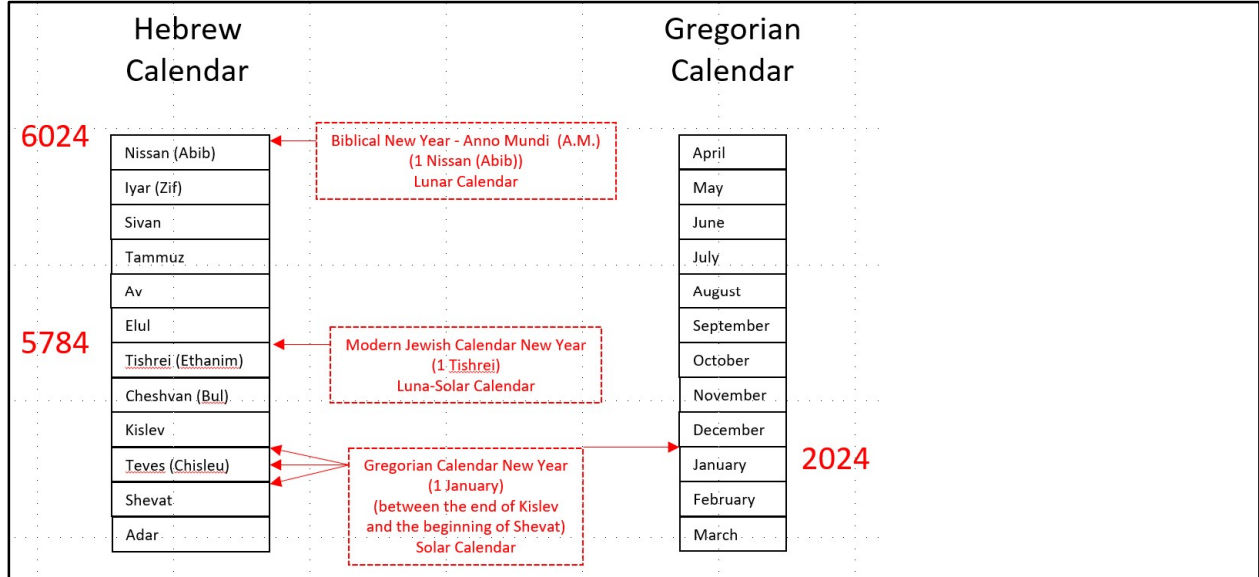 Hebrew
Calendar
Gregorian
Calendar
6024
Nissan (Abib)
Iyar (Zif)
Sivan
Tammuz
Av
Elul
5784
Tishrei (Ethanim)
Cheshvan (Bul)
Kislev
Teves (Chisleu)
Shevat
Adar
Biblical New Year - Anno Mundi (A.M.)
(1 Nissan (Abib))
Lunar Calendar
Modern Jewish Calendar New Year
(1 Tishrei)
Luna-Solar Calendar
Gregorian Calendar New Year
(1 January)
(between the end of Kislev
and the beginning of Shevat)
Solar Calendar
April
May
June
July
August
September
October
November
December
January
February
March
2024